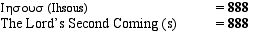 Ιησουσ (Ihsous) = 888
The Lord's Second Coming (s) = 888